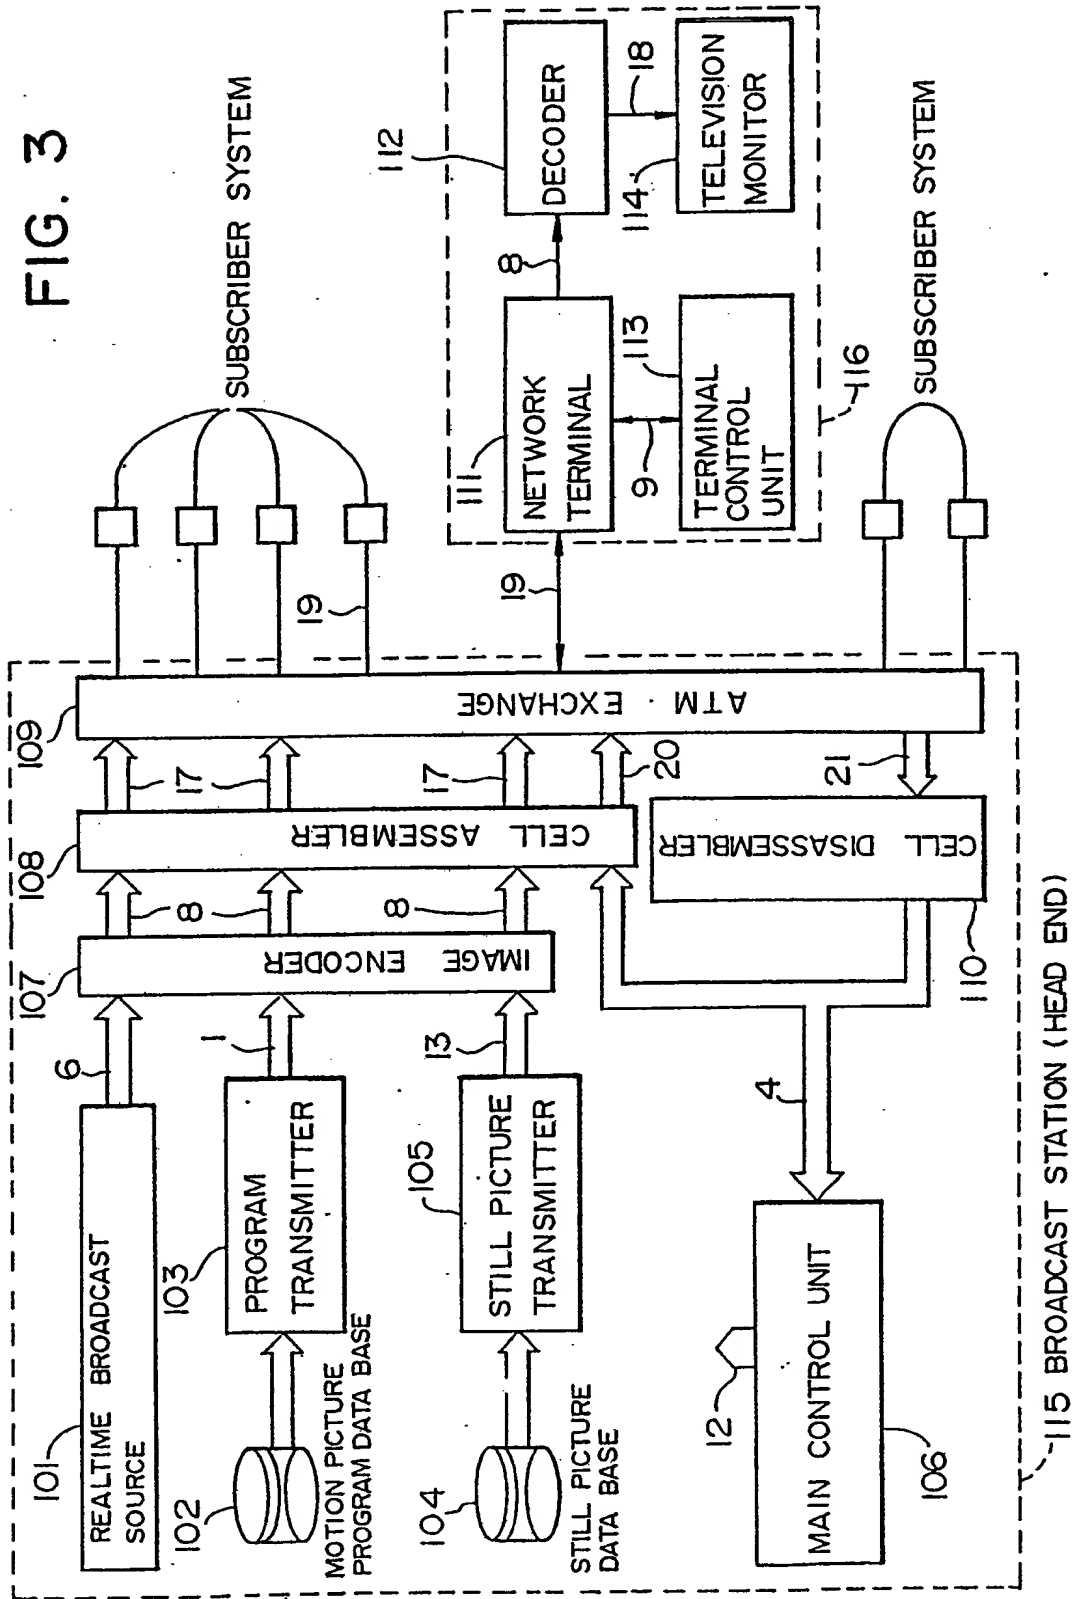 FIG. 3
101
REALTIME BROADCAST
SOURCE
6
107
IMAGE ENCODER
8
108
CELL ASSEMBLER
17
109
ATM · EXCHANGE
SUBSCRIBER SYSTEM
19
102
MOTION PICTURE
PROGRAM DATA BASE
103
PROGRAM
TRANSMITTER
1
104
STILL PICTURE
DATA BASE
105
STILL PICTURE
TRANSMITTER
13
8
17
20
19
111
NETWORK
TERMINAL
8
112
DECODER
18
114
TELEVISION
MONITOR
9
113
TERMINAL
CONTROL
UNIT
116
12
MAIN CONTROL UNIT
106
4
110
CELL DISASSEMBLER
21
SUBSCRIBER SYSTEM
115 BROADCAST STATION (HEAD END)